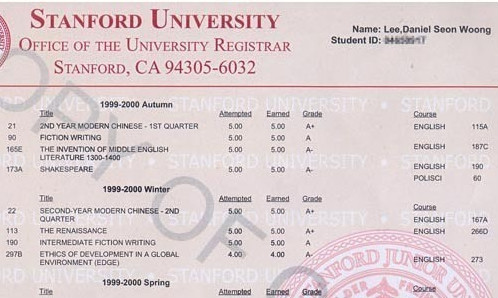 STANFORD UNIVERSITY
OFFICE OF THE UNIVERSITY REGISTRAR
STANFORD, CA 94305-6032
Name: Lee,Daniel Seon Woong
Student ID:
1999-2000 Autumn
Title Attempted Earned Grade Course
21 2ND YEAR MODERN CHINESE - 1ST QUARTER 5.00 5.00 A+
90 FICTION WRITING 5.00 5.00 A
165E THE INVENTION OF MIDDLE ENGLISH LITERATURE 1300-1400 5.00 5.00 A-
173A SHAKESPEARE 5.00 5.00 A-
ENGLISH 115A
ENGLISH 187C
ENGLISH 190
POLISCI 60
1999-2000 Winter
Title Attempted Earned Grade Course
22 SECOND-YEAR MODERN CHINESE - 2ND QUARTER 5.00 5.00 A+
113 THE RENAISSANCE 5.00 5.00 A-
190 INTERMEDIATE FICTION WRITING 5.00 5.00 A
297B ETHICS OF DEVELOPMENT IN A GLOBAL ENVIRONMENT (EDGE) 4.00 4.00 A-
ENGLISH 167A
ENGLISH 266D
ENGLISH 273
1999-2000 Spring
Title Attempted Earned Grade Course
COPY OF
STANFORD UNIVERSITY
STANFORD JUNIOR